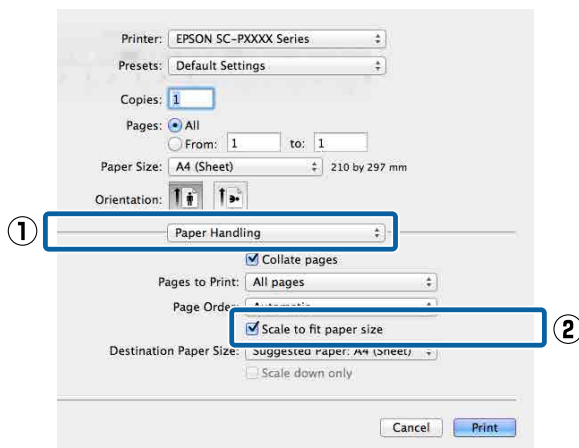 Printer: EPSON SC-PXXXX Series
Presets: Default Settings
Copies: 1
Pages: All
From: 1 to: 1
Paper Size: A4 (Sheet) 210 by 297 mm
Orientation:
① Paper Handling
Collate pages
Pages to Print: All pages
Page Order: Automatic
Scale to fit paper size ②
Destination Paper Size: Suggested Paper: A4 (Sheet)
Scale down only
Cancel Print